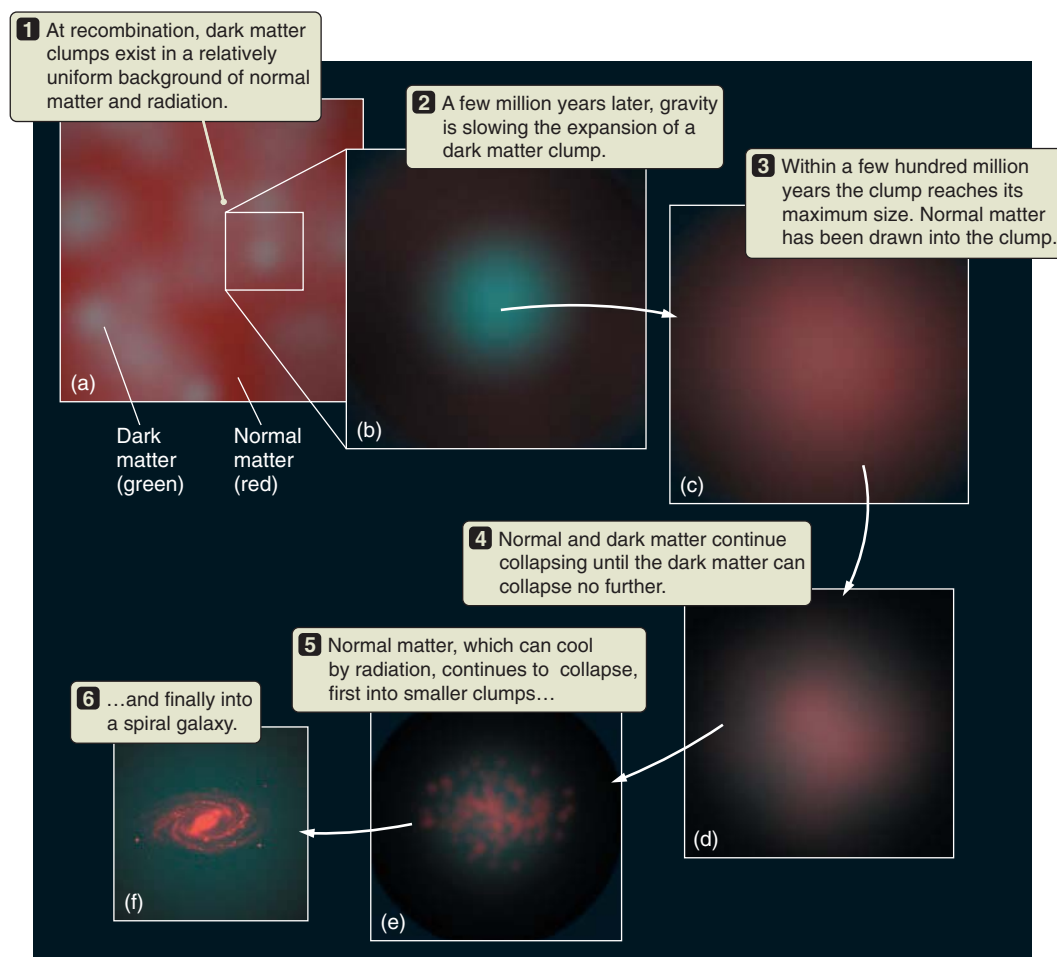 1 At recombination, dark matter
clumps exist in a relatively
uniform background of normal
matter and radiation.
2 A few million years later, gravity
is slowing the expansion of a
dark matter clump.
3 Within a few hundred million
years the clump reaches its
maximum size. Normal matter
has been drawn into the clump.
(a)
Dark
matter
(green)
Normal
matter
(red)
(b)
(c)
4 Normal and dark matter continue
collapsing until the dark matter can
collapse no further.
5 Normal matter, which can cool
by radiation, continues to collapse,
first into smaller clumps…
6 …and finally into
a spiral galaxy.
(d)
(e)
(f)